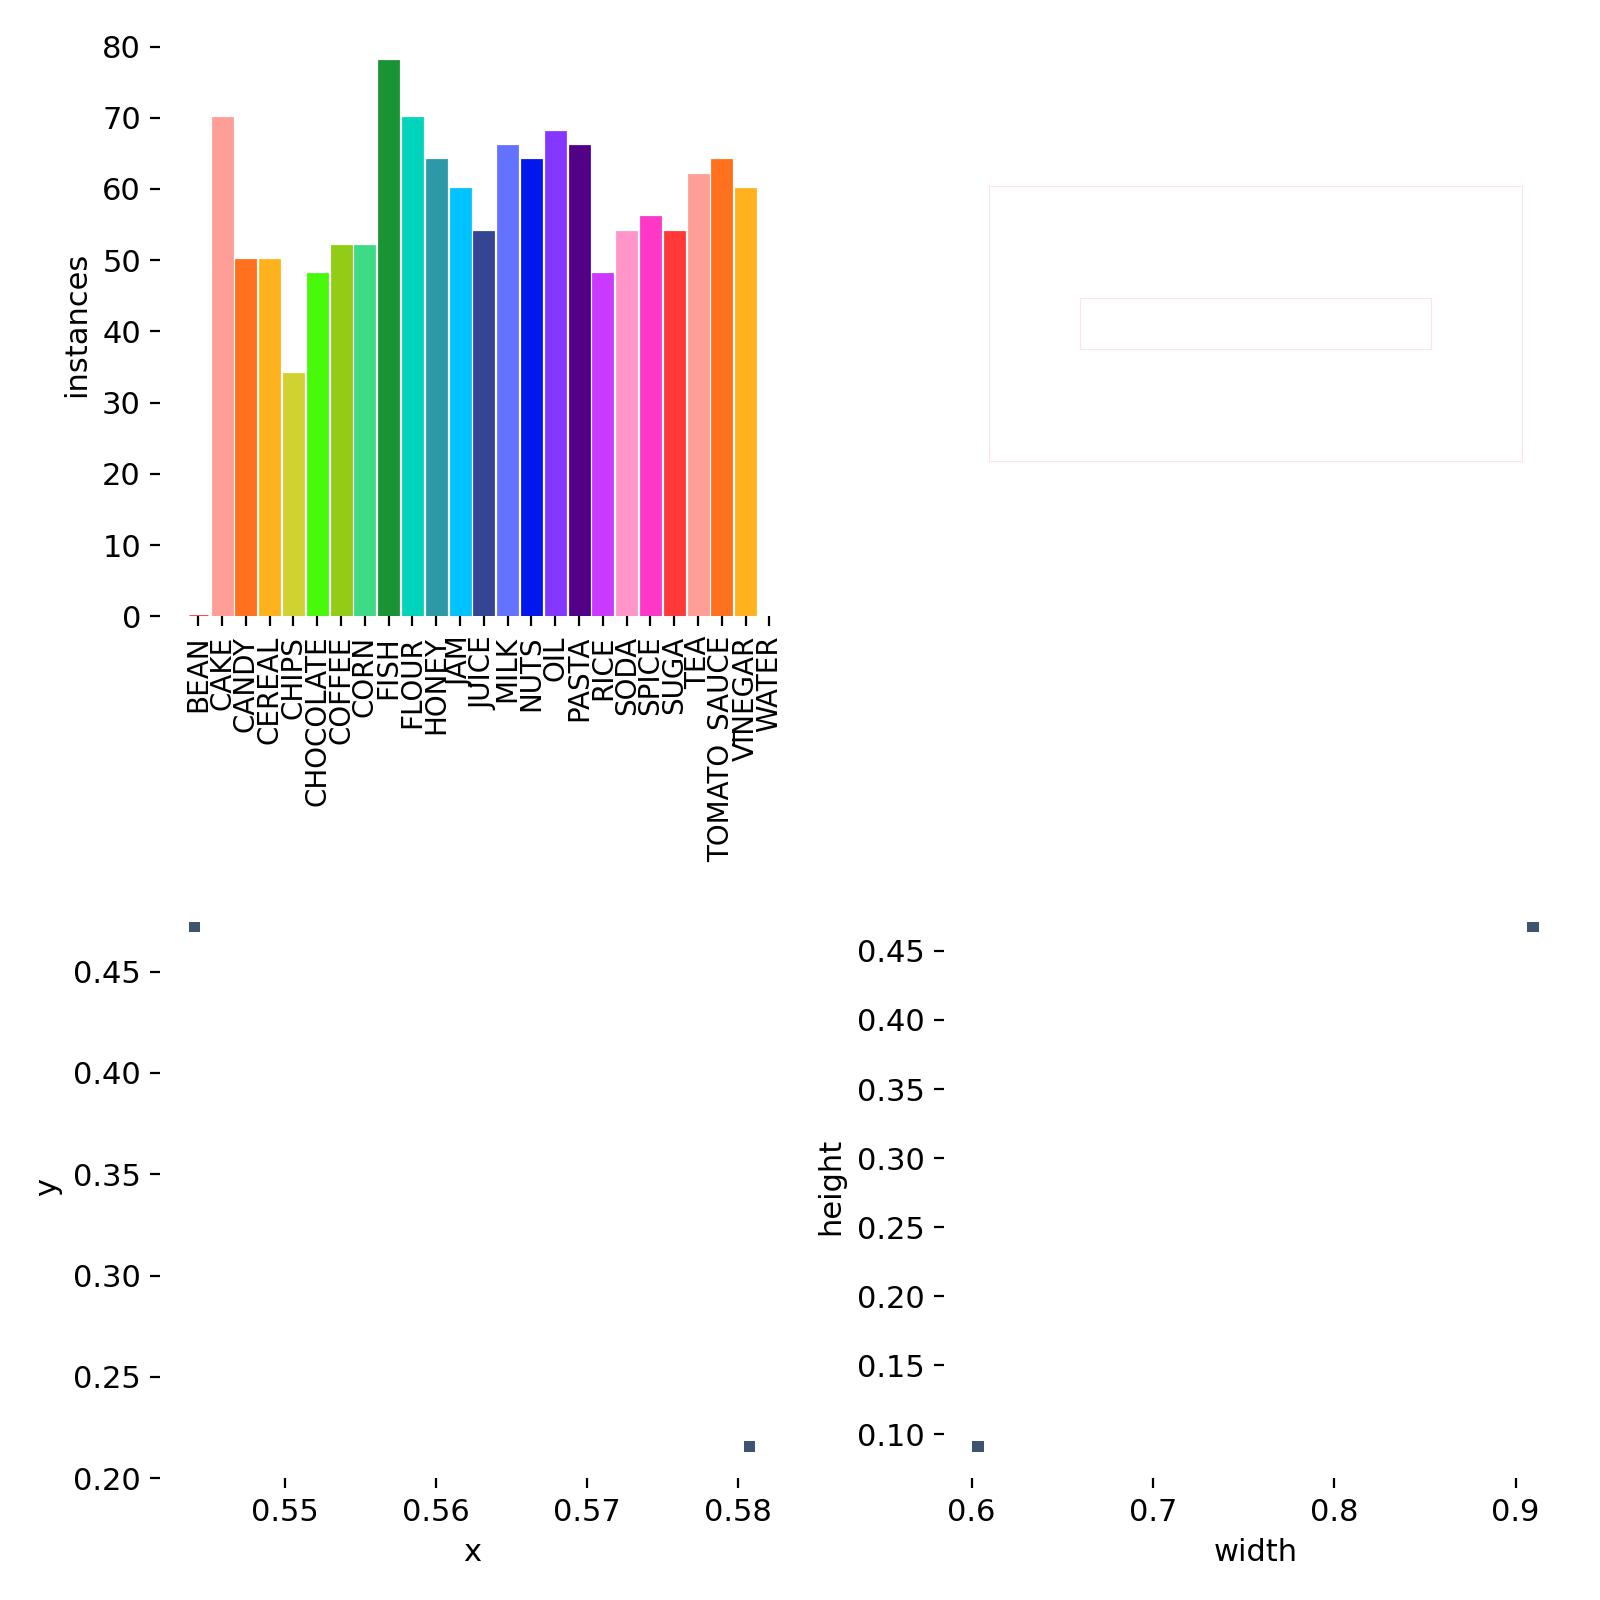 80
70
60
50
40
30
20
10
0
instances
BEAN
CAKE
CANDY
CEREAL
CHIPS
CHOCOLATE
COFFEE
CORN
FISH
FLOUR
HONEY
JAM
JUICE
MILK
NUTS
OIL
PASTA
RICE
SODA
SPICE
SUGA
TEA
TOMATO_SAUCE
VINEGAR
WATER
0.45
0.40
0.35
0.30
0.25
0.20
y
0.55
0.56
0.57
0.58
x
0.45
0.40
0.35
0.30
0.25
0.20
0.15
0.10
height
0.6
0.7
0.8
0.9
width